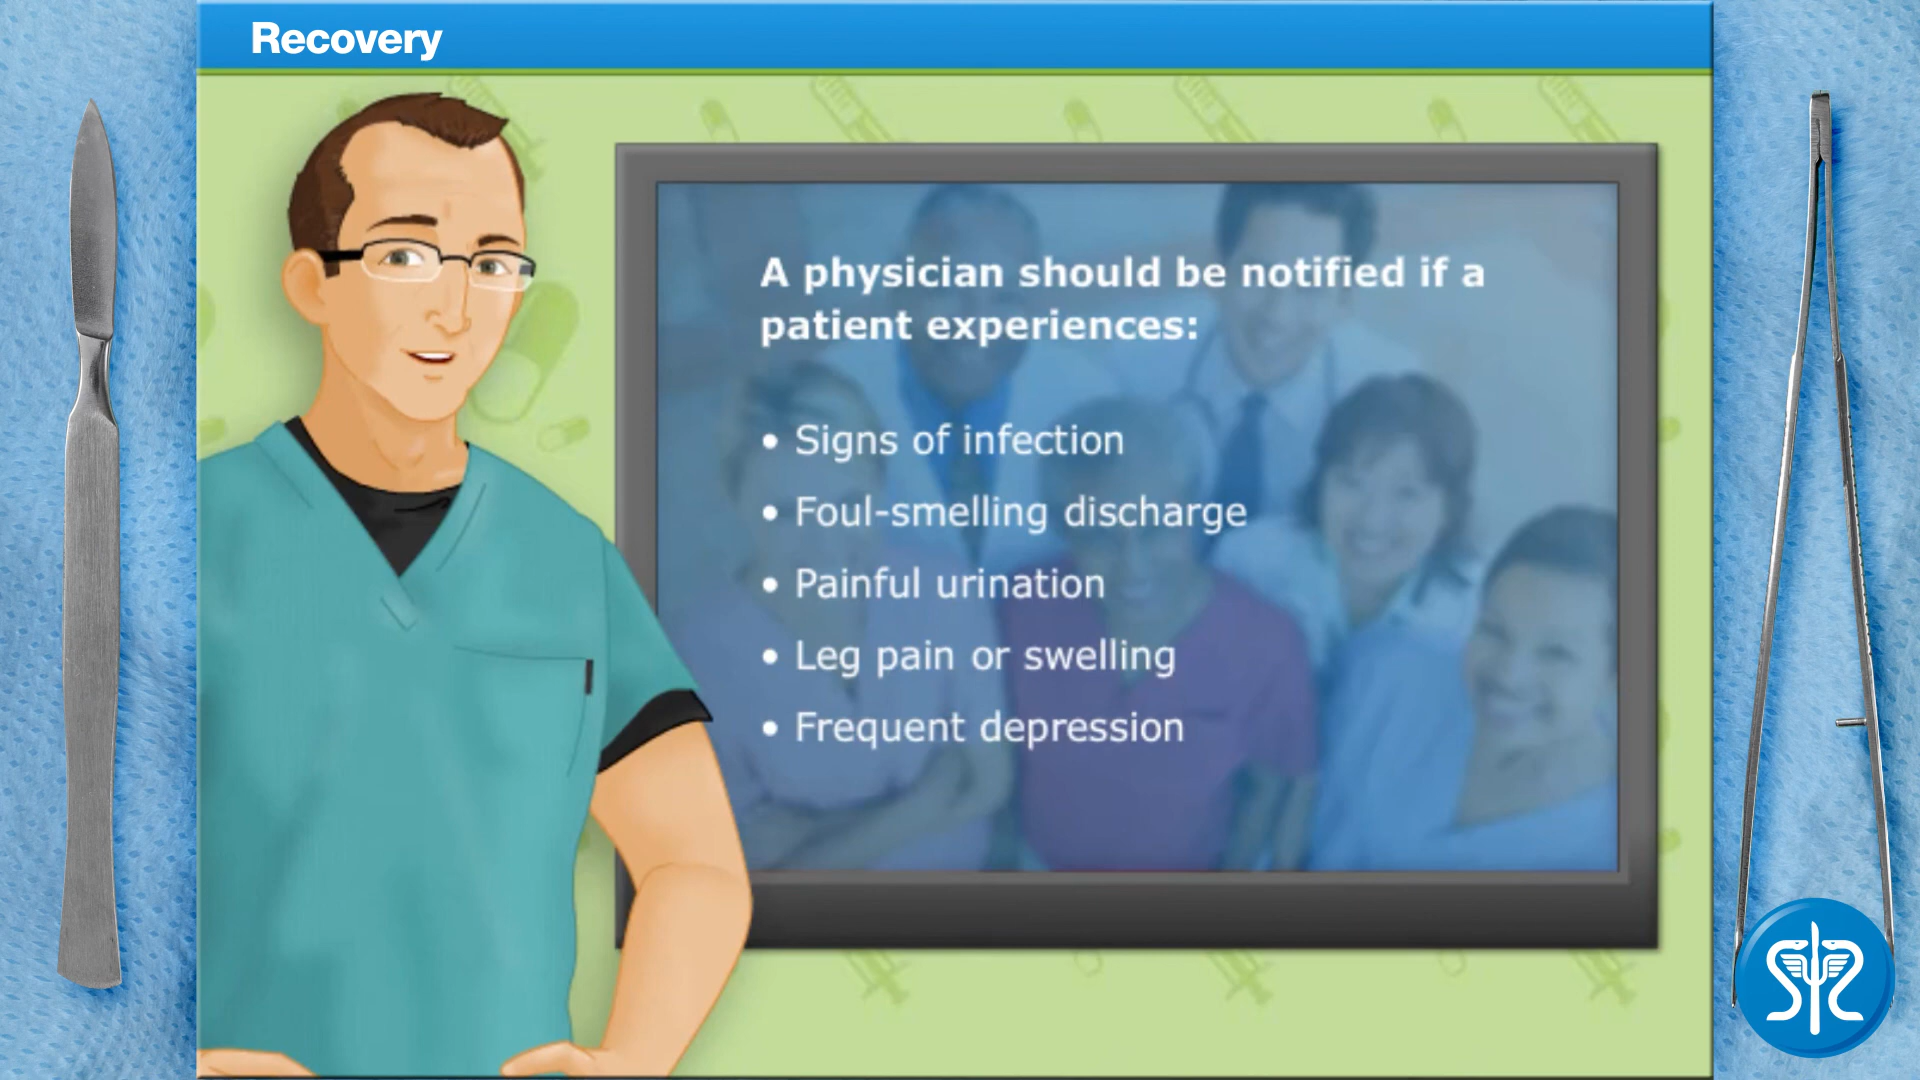 Recovery
A physician should be notified if a
patient experiences:
• Signs of infection
• Foul-smelling discharge
• Painful urination
• Leg pain or swelling
• Frequent depression